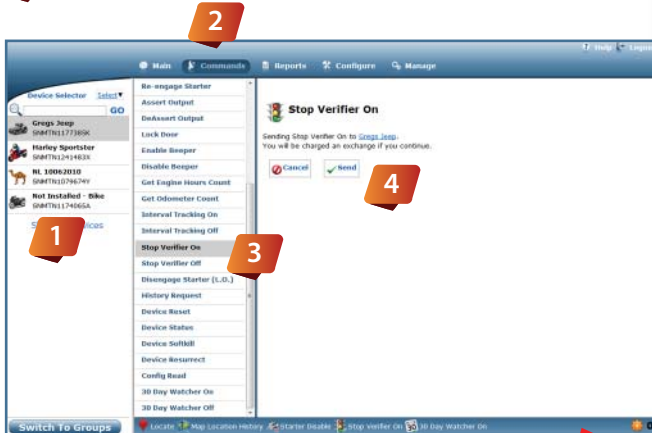 2
Help Logout
Main Commands Reports Configure Manage
Device Selector Select
GO
Gregs Jeep
SNMTN1177389K
Harley Sportster
SNMTN1241483X
NL 10062010
SNMTN1079674Y
Not Installed - Bike
SNMTN1174065A
1
Switch To Groups
Re-engage Starter
Assert Output
DeAssert Output
Lock Door
Enable Beeper
Disable Beeper
Get Engine Hours Count
Get Odometer Count
Interval Tracking On
Interval Tracking Off
Stop Verifier On
Stop Verifier Off
Disengage Starter (L.O.)
History Request
Device Reset
Device Status
Device Softkill
Device Resurrect
Config Read
30 Day Watcher On
30 Day Watcher Off
3
Stop Verifier On
Sending Stop Verifier On to Gregs Jeep.
You will be charged an exchange if you continue.
Cancel Send
4
Locate Map Location History Starter Disable Stop Verifier On 30 Day Watcher On